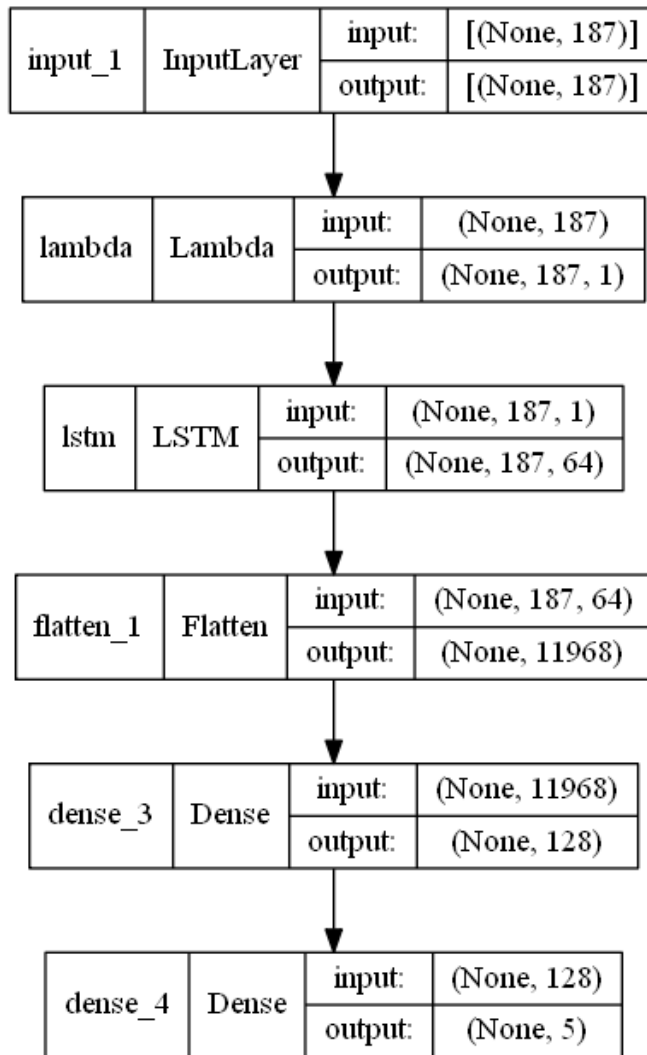 input_1 InputLayer input: [(None, 187)]
output: [(None, 187)]
lambda Lambda input: (None, 187)
output: (None, 187, 1)
lstm LSTM input: (None, 187, 1)
output: (None, 187, 64)
flatten_1 Flatten input: (None, 187, 64)
output: (None, 11968)
dense_3 Dense input: (None, 11968)
output: (None, 128)
dense_4 Dense input: (None, 128)
output: (None, 5)